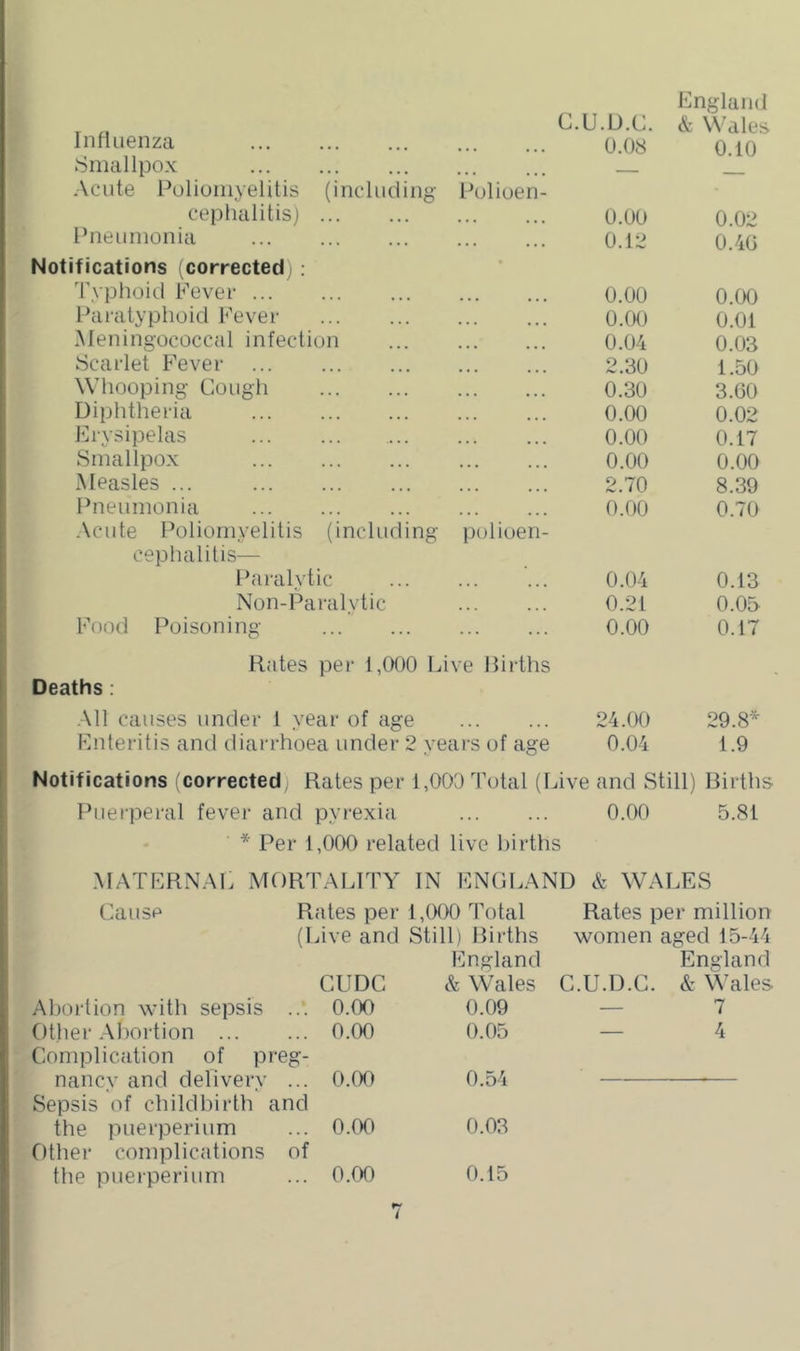 England
C.U.D.C. & Wales
Influenza ... ... ... ... ... 0.08 0.10
Smallpox ... ... ... ... ... — —
Acute Poliomyelitis (including Polioen-
cephalitis) ... ... ... ... 0.00 0.02
Pneumonia ... ... ... ... ... 0.12 0.46
Notifications (corrected) :
Typhoid Fever ... ... ... ... ... 0.00 0.00
Paratyphoid Fever ... ... ... ... 0.00 0.01
Meningococcal infection ... ... ... 0.04 0.03
Scarlet Fever ... ... ... ... ... 2.30 1.50
Whooping Cough ... ... ... ... 0.30 3.60
Diphtheria ... ... ... ... ... 0.00 0.02
Erysipelas ... ... ... ... ... 0.00 0.17
Smallpox ... ... ... ... ... 0.00 0.00
Measles ... ... ... ... ... ... 2.70 8.39
Pneumonia ... ... ... ... ... 0.00 0.70
Acute Poliomyelitis (including polioen-
cephalitis—
Paralytic ... ... ... 0.04 0.13
Non-Paralytic ... ... 0.21 0.05
Food Poisoning ... ... ... ... 0.00 0.17
Rates per 1,000 Live Births
Deaths :
All causes under 1 year of age ... ... 24.00 29.8*
Enteritis and diarrhoea under 2 years of age 0.04 1.9
Notifications (corrected) Rates per 1,000 Total (Live and Still) Births
Puerperal fever and pyrexia ... ... 0.00 5.81
* Per 1,000 related live births
MATERNAL MORTALITY IN ENGLAND & WALES
Cause Rates per 1,000 Total Rates per million
(Live and Still) Births women aged 15-44
England England
CUDC & Wales C.U.D.C. & Wales
Abortion with sepsis ... 0.00 0.09 — 7
Other Abortion ... ... 0.00 0.05 — 4
Complication of preg-
nancy and delivery ... 0.00 0.54 —
Sepsis of childbirth and
the puerperium ... 0.00 0.03
Other complications of
the puerperium ... 0.00 0.15
7